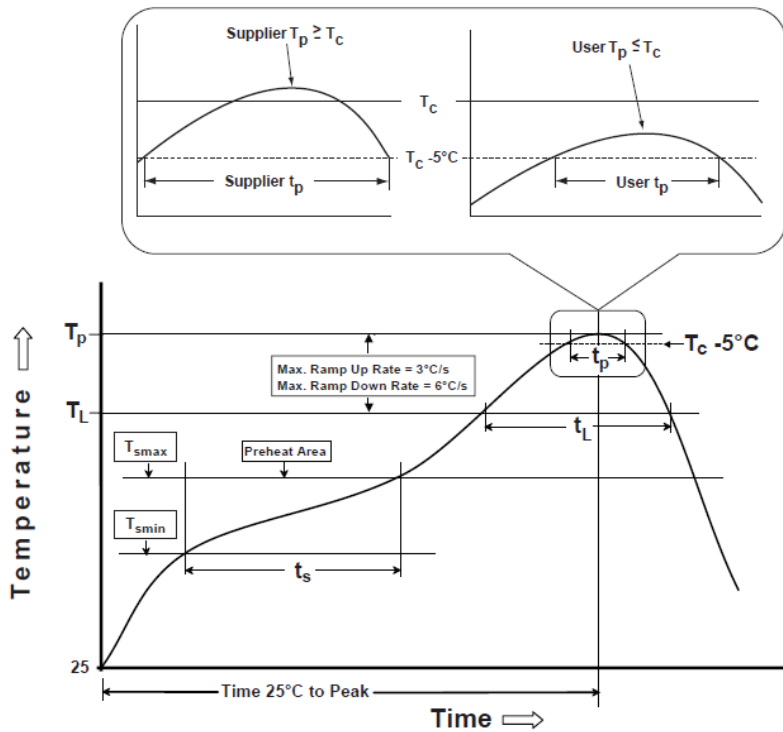 Supplier Tp ≥ Tc
User Tp ≤ Tc
Tc
Tc -5°C
Supplier tp
User tp
Tp
Tc -5°C
tp
Max. Ramp Up Rate = 3°C/s
Max. Ramp Down Rate = 6°C/s
TL
tL
Tsmax
Preheat Area
Tsmin
ts
Temperature
25
Time 25°C to Peak
Time